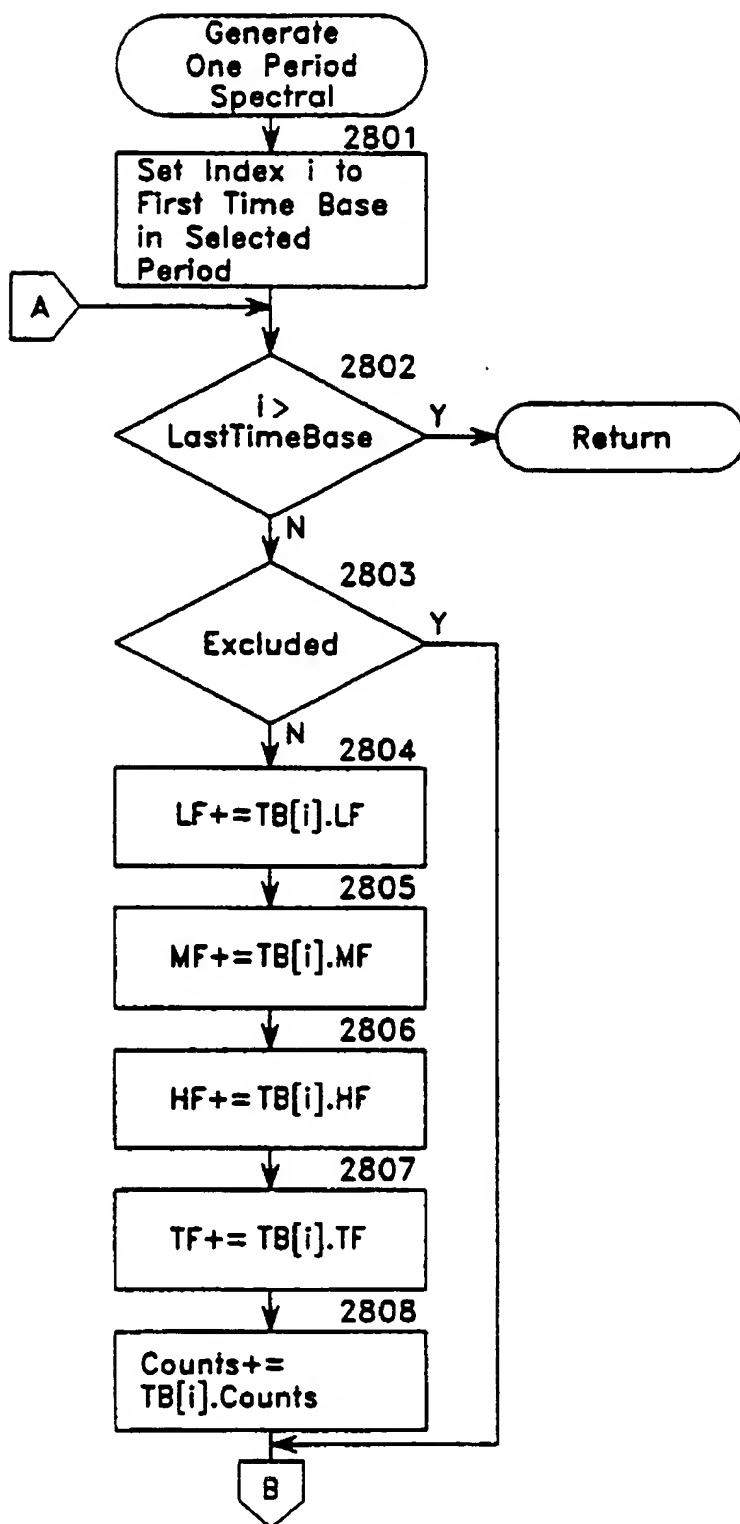 Generate
One Period
Spectral
2801
Set Index i to
First Time Base
in Selected
Period
A
2802
i>
LastTimeBase
Y
Return
N
2803
Excluded
Y
N
2804
LF+=TB[i].LF
2805
MF+=TB[i].MF
2806
HF+=TB[i].HF
2807
TF+=TB[i].TF
2808
Counts+=
TB[i].Counts
B